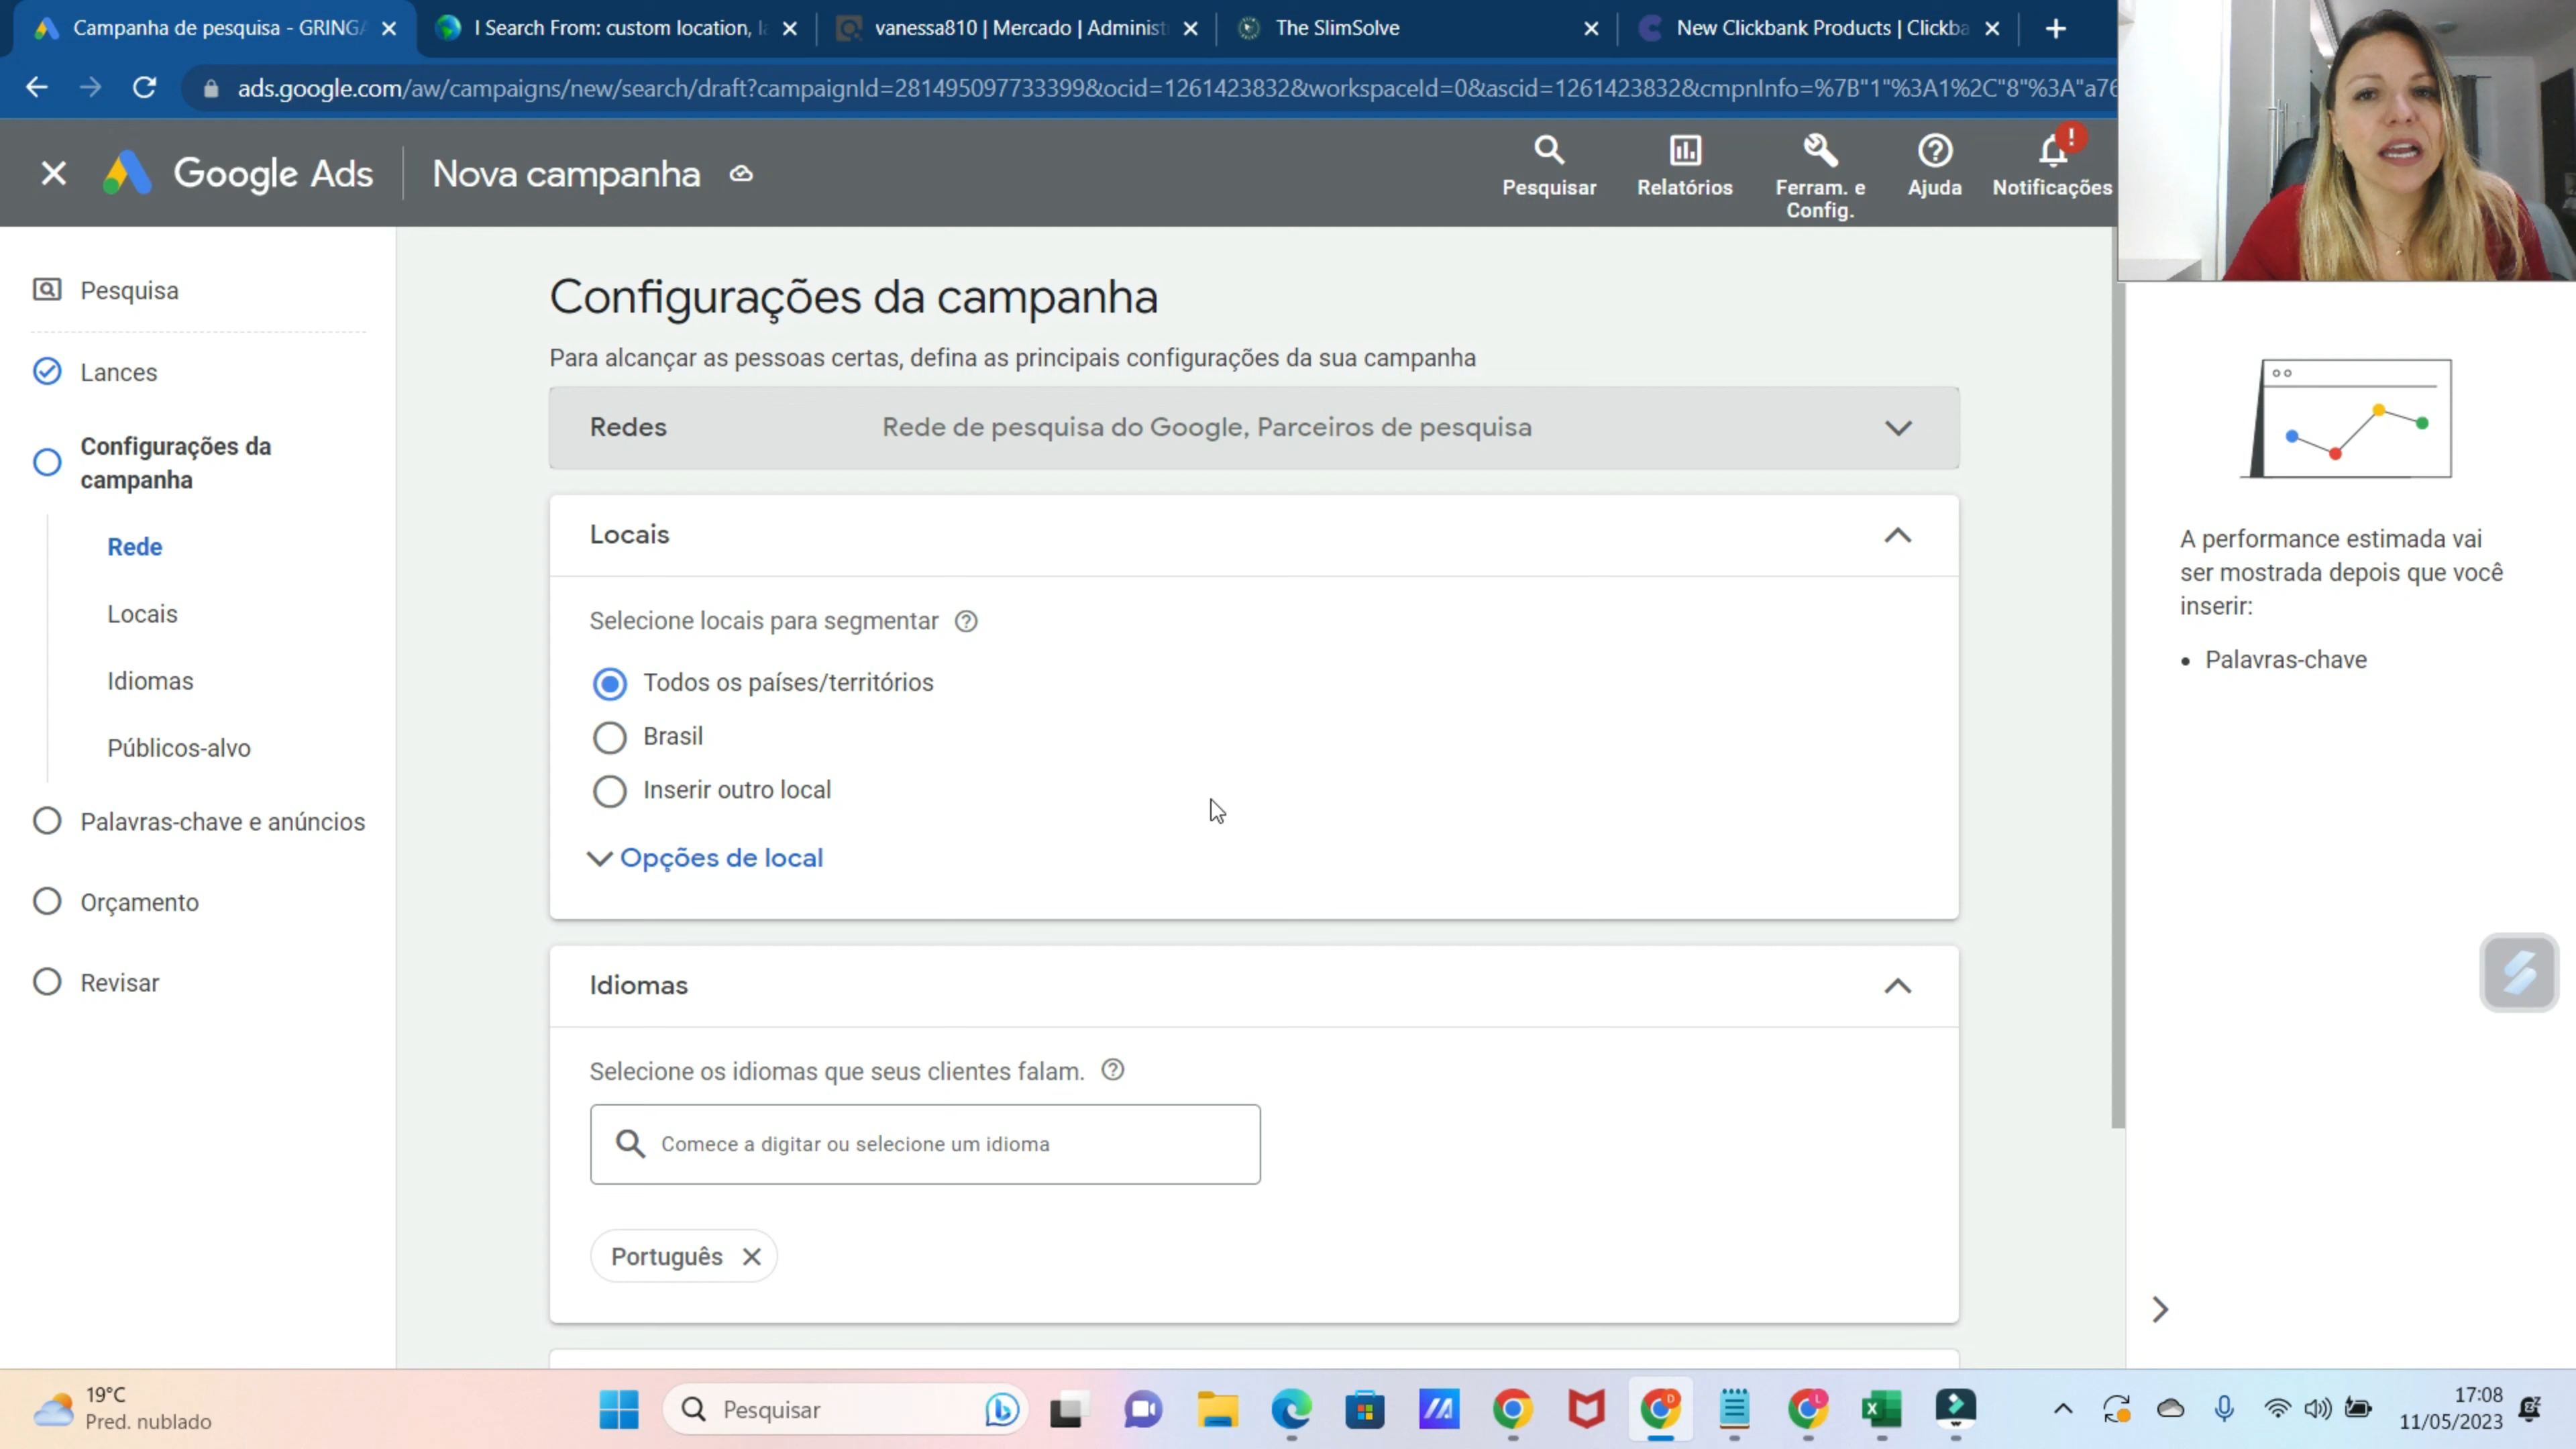 Campanha de pesquisa - GRINGA
I Search From: custom location, l
vanessa810 | Mercado | Administ
The SlimSolve
New Clickbank Products | Clickba
ads.google.com/aw/campaigns/new/search/draft?campaignId=281495097733399&ocid=1261423832&workspaceId=0&ascid=1261423832&cmpnInfo=%7B"1"%3A1%2C"8"%3A"a76
Google Ads
Nova campanha
Pesquisar
Relatórios
Ferram. e
Config.
Ajuda
Notificações
Pesquisa
Lances
Configurações da
campanha
Rede
Locais
Idiomas
Públicos-alvo
Palavras-chave e anúncios
Orçamento
Revisar
Configurações da campanha
Para alcançar as pessoas certas, defina as principais configurações da sua campanha
Redes
Rede de pesquisa do Google, Parceiros de pesquisa
Locais
Selecione locais para segmentar
Todos os países/territórios
Brasil
Inserir outro local
Opções de local
Idiomas
Selecione os idiomas que seus clientes falam.
Comece a digitar ou selecione um idioma
Português
A performance estimada vai
ser mostrada depois que você
inserir:
• Palavras-chave
19°C
Pred. nublado
Pesquisar
17:08
11/05/2023